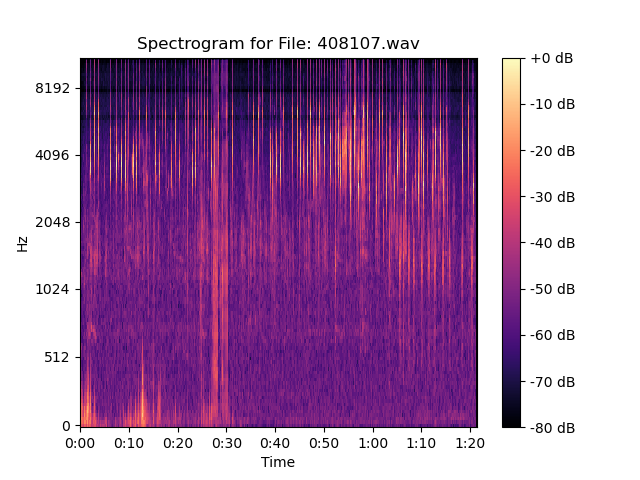 Spectrogram for File: 408107.wav
8192
4096
2048
1024
512
0
Hz
0:00 0:10 0:20 0:30 0:40 0:50 1:00 1:10 1:20
Time
+0 dB
-10 dB
-20 dB
-30 dB
-40 dB
-50 dB
-60 dB
-70 dB
-80 dB